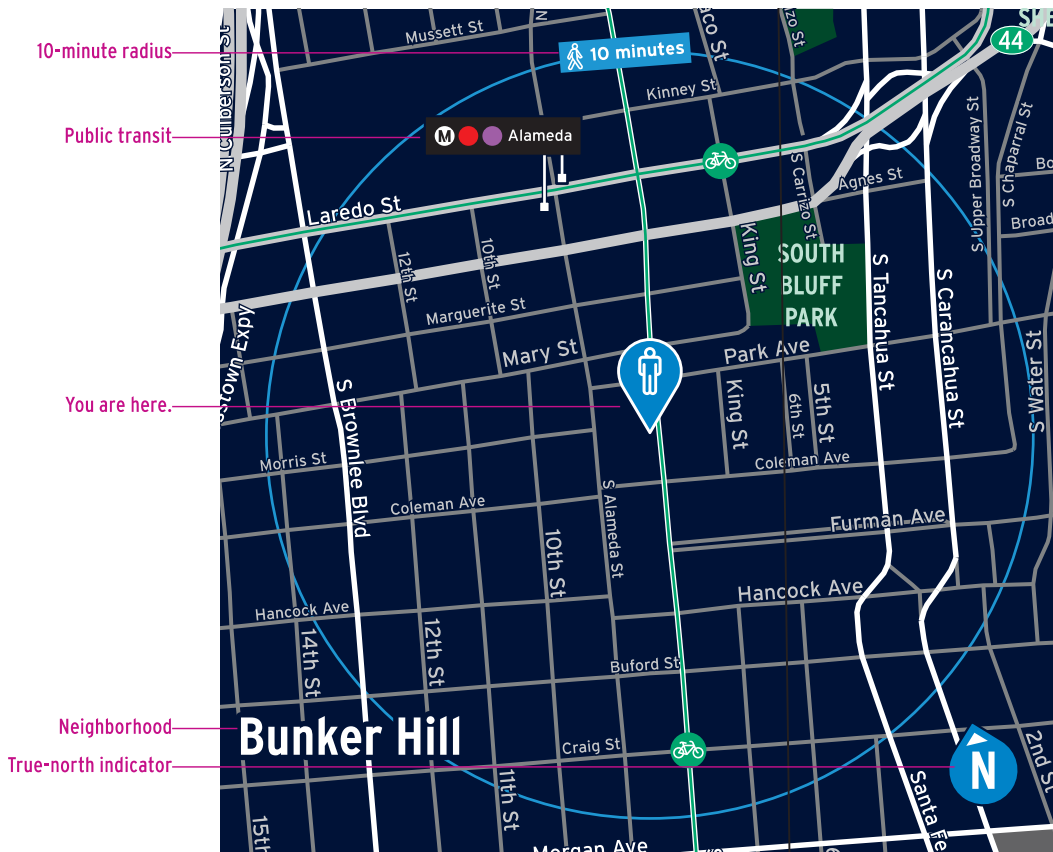 10-minute radius
Public transit
You are here.
Neighborhood
True-north indicator
Mussett St
N
10 minutes
44
Kinney St
M Alameda
N Culberson St
S Carrizo St
Agnes St
S Upper Broadway St
S Chaparral St
Laredo St
King St
SOUTH
BLUFF
PARK
12th St
10th St
Marguerite St
S Tancahua St
S Carancahua St
Mary St
Park Ave
S Water St
S Brownlee Blvd
King St
6th St
5th St
Morris St
Coleman Ave
Coleman Ave
S Alameda St
Furman Ave
10th St
Hancock Ave
Hancock Ave
14th St
12th St
Buford St
Bunker Hill
Craig St
N
2nd St
11th St
15th
Santa Fe
Morgan Ave